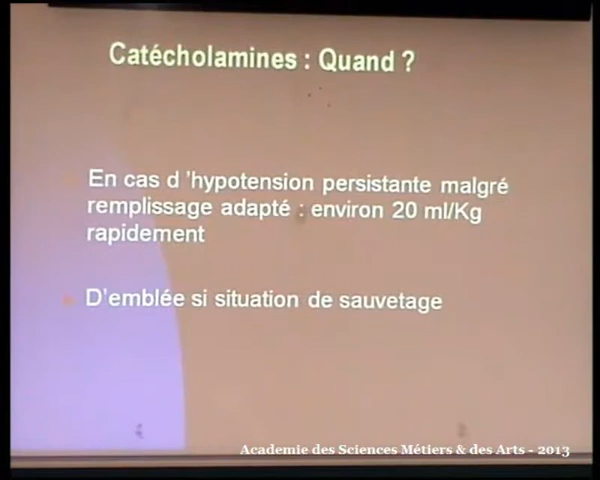 Catécholamines : Quand ?
En cas d 'hypotension persistante malgré
remplissage adapté : environ 20 ml/Kg
rapidement
D'emblée si situation de sauvetage
Academie des Sciences Métiers & des Arts - 2013